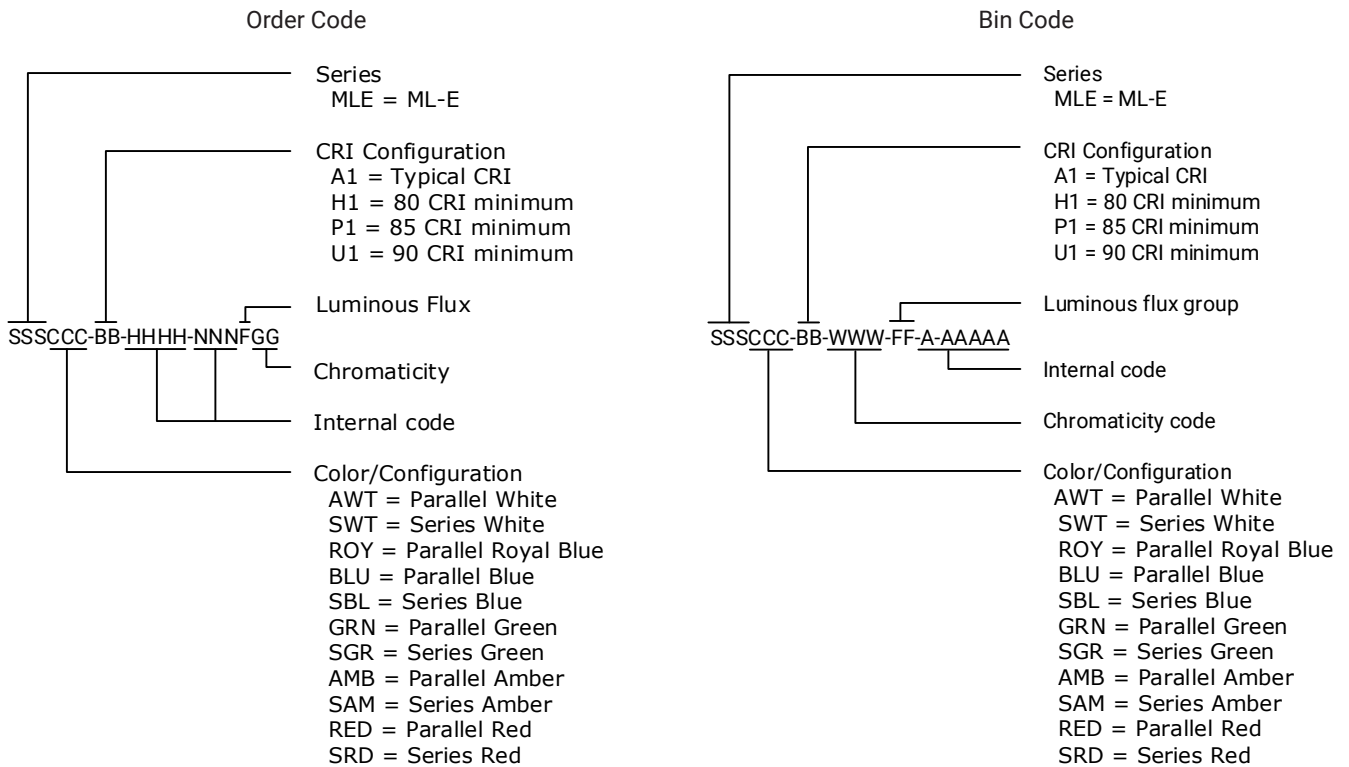 Order Code
Series
MLE = ML-E
CRI Configuration
A1 = Typical CRI
H1 = 80 CRI minimum
P1 = 85 CRI minimum
U1 = 90 CRI minimum
Luminous Flux
SSSCCC-BB-HHHH-NNNFGG
Chromaticity
Internal code
Color/Configuration
AWT = Parallel White
SWT = Series White
ROY = Parallel Royal Blue
BLU = Parallel Blue
SBL = Series Blue
GRN = Parallel Green
SGR = Series Green
AMB = Parallel Amber
SAM = Series Amber
RED = Parallel Red
SRD = Series Red
Bin Code
Series
MLE = ML-E
CRI Configuration
A1 = Typical CRI
H1 = 80 CRI minimum
P1 = 85 CRI minimum
U1 = 90 CRI minimum
Luminous flux group
SSSCCC-BB-WWW-FF-A-AAAAA
Internal code
Chromaticity code
Color/Configuration
AWT = Parallel White
SWT = Series White
ROY = Parallel Royal Blue
BLU = Parallel Blue
SBL = Series Blue
GRN = Parallel Green
SGR = Series Green
AMB = Parallel Amber
SAM = Series Amber
RED = Parallel Red
SRD = Series Red